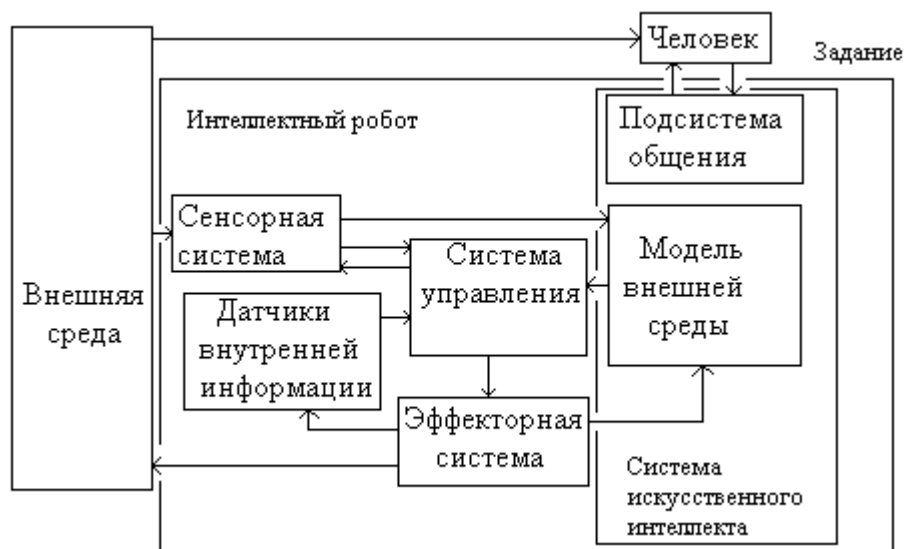 Человек
Задание
Интеллектный робот
Подсистема
общения
Сенсорная
система
Система
управления
Модель
внешней
среды
Внешняя
среда
Датчики
внутренней
информации
Эффекторная
система
Система
искусственного
интеллекта